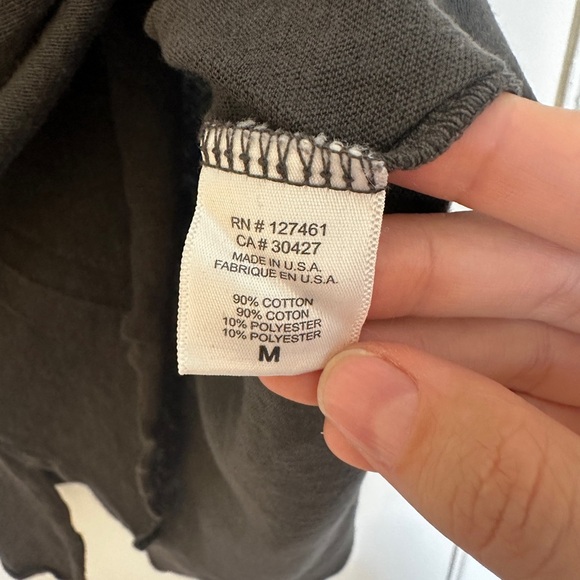 RN # 127461
CA # 30427
MADE IN U.S.A.
FABRIQUE EN U.S.A.
90% COTTON
90% COTON
10% POLYESTER
10% POLYESTER
M